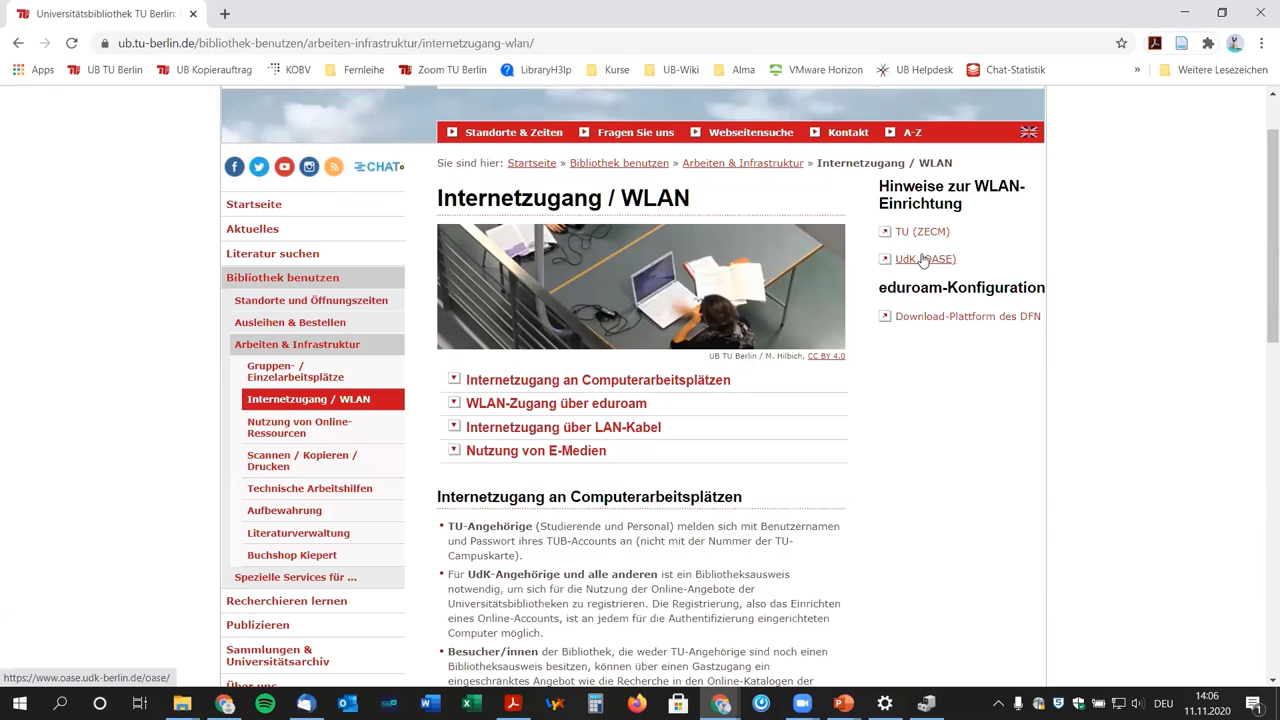 Universitätsbibliothek TU Berlin:
ub.tu-berlin.de/bibliothek-benutzen/arbeiten-infrastruktur/internetzugang-wlan/
Apps UB TU Berlin UB Kopierauftrag KOBV Fernleihe Zoom TU Berlin LibraryH3lp Kurse UB-Wiki Alma VMware Horizon UB Helpdesk Chat-Statistik » Weitere Lesezeichen
Standorte & Zeiten Fragen Sie uns Webseitensuche Kontakt A-Z
CHAT
Sie sind hier: Startseite » Bibliothek benutzen » Arbeiten & Infrastruktur » Internetzugang / WLAN
Startseite
Aktuelles
Literatur suchen
Bibliothek benutzen
Standorte und Öffnungszeiten
Ausleihen & Bestellen
Arbeiten & Infrastruktur
Gruppen- /
Einzelarbeitsplätze
Internetzugang / WLAN
Nutzung von Online-
Ressourcen
Scannen / Kopieren /
Drucken
Technische Arbeitshilfen
Aufbewahrung
Literaturverwaltung
Buchshop Kiepert
Spezielle Services für ...
Recherchieren lernen
Publizieren
Sammlungen &
Universitätsarchiv
Über uns
Internetzugang / WLAN
UB TU Berlin / M. Hilbich, CC BY 4.0
Internetzugang an Computerarbeitsplätzen
WLAN-Zugang über eduroam
Internetzugang über LAN-Kabel
Nutzung von E-Medien
Internetzugang an Computerarbeitsplätzen
• TU-Angehörige (Studierende und Personal) melden sich mit Benutzernamen
und Passwort ihres TUB-Accounts an (nicht mit der Nummer der TU-
Campuskarte).
• Für UdK-Angehörige und alle anderen ist ein Bibliotheksausweis
notwendig, um sich für die Nutzung der Online-Angebote der
Universitätsbibliotheken zu registrieren. Die Registrierung, also das Einrichten
eines Online-Accounts, ist an jedem für die Authentifizierung eingerichteten
Computer möglich.
• Besucher/innen der Bibliothek, die weder TU-Angehörige sind noch einen
Bibliotheksausweis besitzen, können über einen Gastzugang ein
eingeschränktes Angebot wie die Recherche in den Online-Katalogen der
Hinweise zur WLAN-
Einrichtung
TU (ZECM)
UdK (OASE)
eduroam-Konfiguration
Download-Plattform des DFN
https://www.oase.udk-berlin.de/oase/
DEU
14:06
11.11.2020